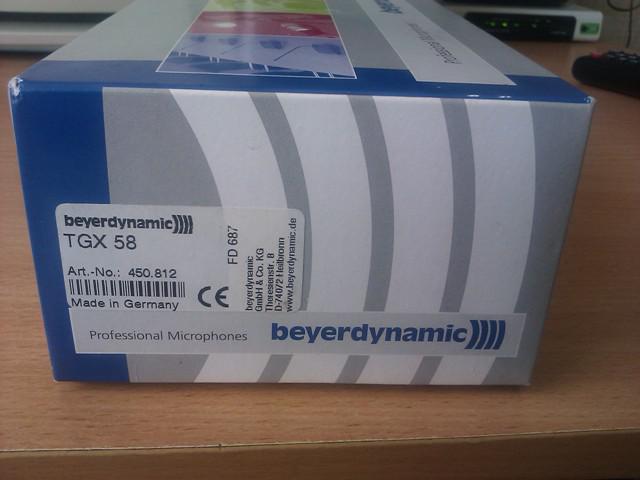 beyerdynamic
TGX 58
Art.-No.: 450.812
Made in Germany
FD 687
beyerdynamic
GmbH & Co. KG
Theresienstr. 8
D-74072 Heilbronn
www.beyerdynamic.de
Professional Microphones
beyerdynamic